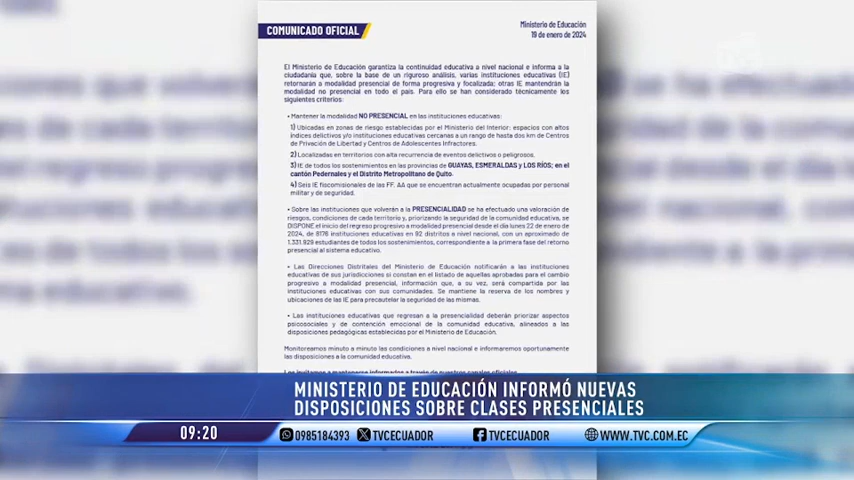 COMUNICADO OFICIAL
Ministerio de Educación
19 de enero de 2024
El Ministerio de Educación garantiza la continuidad educativa a nivel nacional e informa a la
ciudadanía que, sobre la base de un riguroso análisis, varias instituciones educativas (IE)
retornarán a modalidad presencial de forma progresiva y focalizada; otras IE mantendrán la
modalidad no presencial en todo el país. Para ello se han considerado técnicamente los
siguientes criterios:
• Mantener la modalidad NO PRESENCIAL en las instituciones educativas:
1) Ubicadas en zonas de riesgo establecidas por el Ministerio del Interior: espacios con altos
índices delictivos y/o instituciones educativas cercanas a un rango de hasta dos km de Centros
de Privación de Libertad y Centros de Adolescentes Infractores.
2) Localizadas en territorios con alta recurrencia de eventos delictivos o peligrosos.
3) IE de todos los sostenimientos en las provincias de GUAYAS, ESMERALDAS y LOS RÍOS; en el
cantón Pedernales y el Distrito Metropolitano de Quito.
4) Seis IE fiscomisionales de las FF. AA que se encuentran actualmente ocupadas por personal
militar y de seguridad.
• Sobre las instituciones que volverán a la PRESENCIALIDAD se ha efectuado una valoración de
riesgos, condiciones de cada territorio y, priorizando la seguridad de la comunidad educativa, se
DISPONE el inicio del regreso progresivo a modalidad presencial desde el día lunes 22 de enero de
2024, de 8176 instituciones educativas en 92 distritos a nivel nacional, con un aproximado de
1.331.929 estudiantes de todos los sostenimientos, correspondiente a la primera fase del retorno
presencial al sistema educativo.
• Las Direcciones Distritales del Ministerio de Educación notificarán a las instituciones
educativas de sus jurisdicciones si constan en el listado de aquellas aprobadas para el cambio
progresivo a modalidad presencial, información que, a su vez, será compartida por las
instituciones educativas con sus comunidades. Se mantiene la reserva de los nombres y
ubicaciones de las IE para precautelar la seguridad de las mismas.
• Las instituciones educativas que regresan a la presencialidad deberán priorizar aspectos
psicosociales y de contención emocional de la comunidad educativa, alineados a las
disposiciones pedagógicas establecidas por el Ministerio de Educación.
Monitoreamos minuto a minuto las condiciones a nivel nacional e informaremos oportunamente
las disposiciones a la comunidad educativa.
Los invitamos a mantenerse informados a través de nuestros canales oficiales.
MINISTERIO DE EDUCACIÓN INFORMÓ NUEVAS
DISPOSICIONES SOBRE CLASES PRESENCIALES
09:20 0985184393 TVCECUADOR TVCECUADOR WWW.TVC.COM.EC